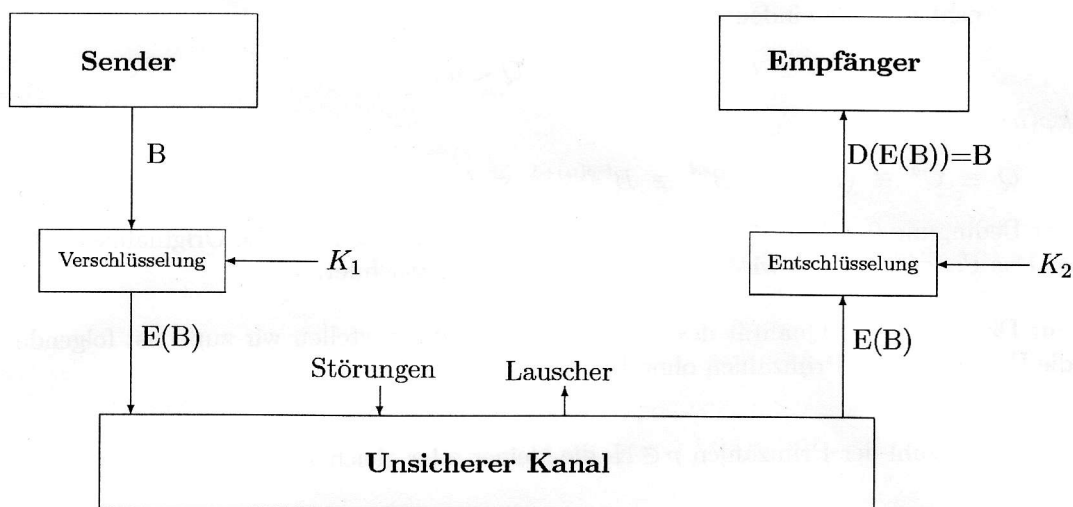 Sender
Empfänger
B
D(E(B))=B
Verschlüsselung
K₁
Entschlüsselung
K₂
E(B)
E(B)
Störungen
Lauscher
Unsicherer Kanal